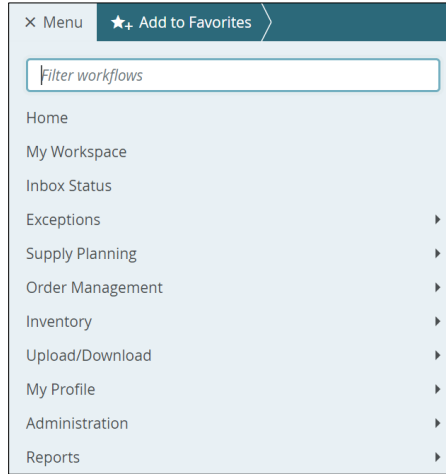 × Menu
★+ Add to Favorites
Filter workflows
Home
My Workspace
Inbox Status
Exceptions
Supply Planning
Order Management
Inventory
Upload/Download
My Profile
Administration
Reports